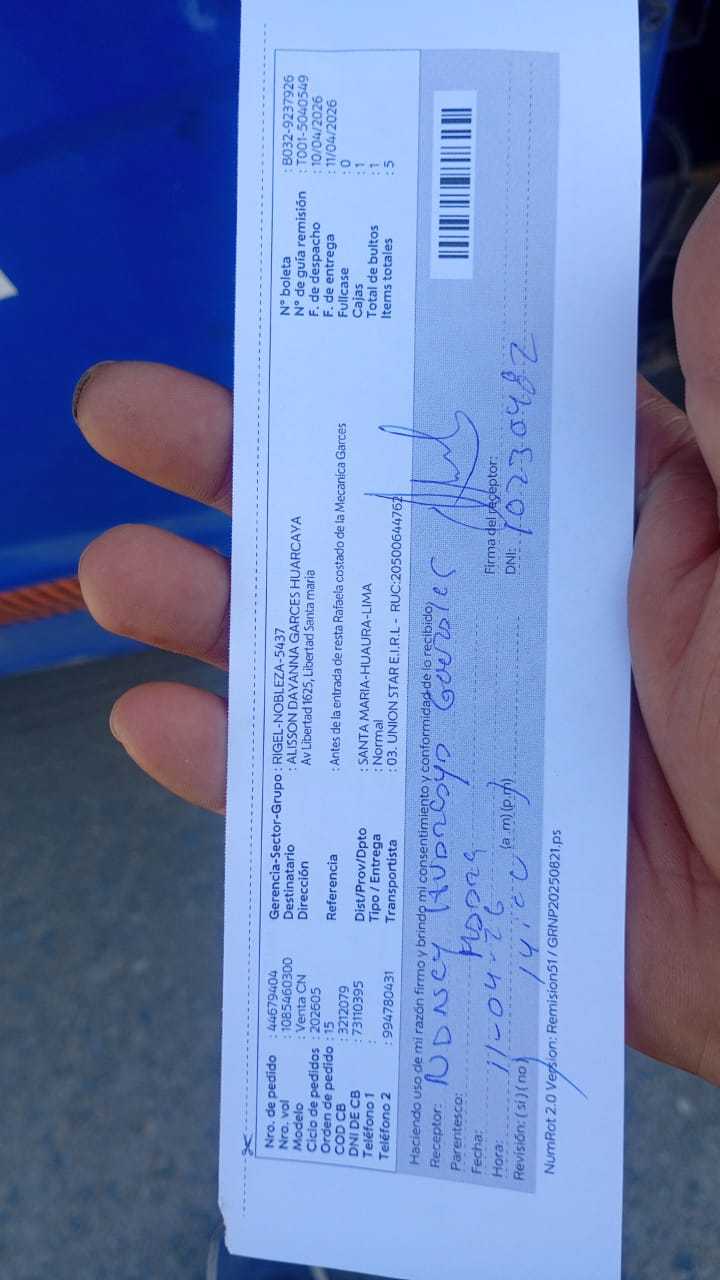 Nro. de pedido : 44679404
Nro. vol : 1085460300
Modelo : Venta CN
Ciclo de pedidos : 202605
Orden de pedido : 15
COD CB : 3212079
DNI DE CB : 73110395
Teléfono 1 :
Teléfono 2 : 994780431
Gerencia-Sector-Grupo : RIGEL-NOBLEZA-5437
Destinatario : ALISSON DAYANNA GARCES HUARCAYA
Dirección : Av Libertad 1625, Libertad Santa maria
Referencia : Antes de la entrada de resta Rafaela costado de la Mecanica Garces
Dist/Prov/Dpto : SANTA MARIA-HUAURA-LIMA
Tipo / Entrega : Normal
Transportista : 03. UNION STAR E.I.R.L - RUC:20500644762
N° boleta : B032-9237926
N° de guía remisión : T001-5040549
F. de despacho : 10/04/2026
F. de entrega : 11/04/2026
Fullcase : 0
Cajas : 1
Total de bultos : 1
Items totales : 5
Haciendo uso de mi razón firmo y brindo mi consentimiento y conformidad de lo recibido,
Receptor:
Parentesco:
Fecha: 11-04-26
Hora: 14:00 (a.m)(p.m)
Revisión: (si) (no)
Firma del receptor:
DNI: 10230482
NumRot 2.0 Version: Remision51 / GRNP20250821.ps